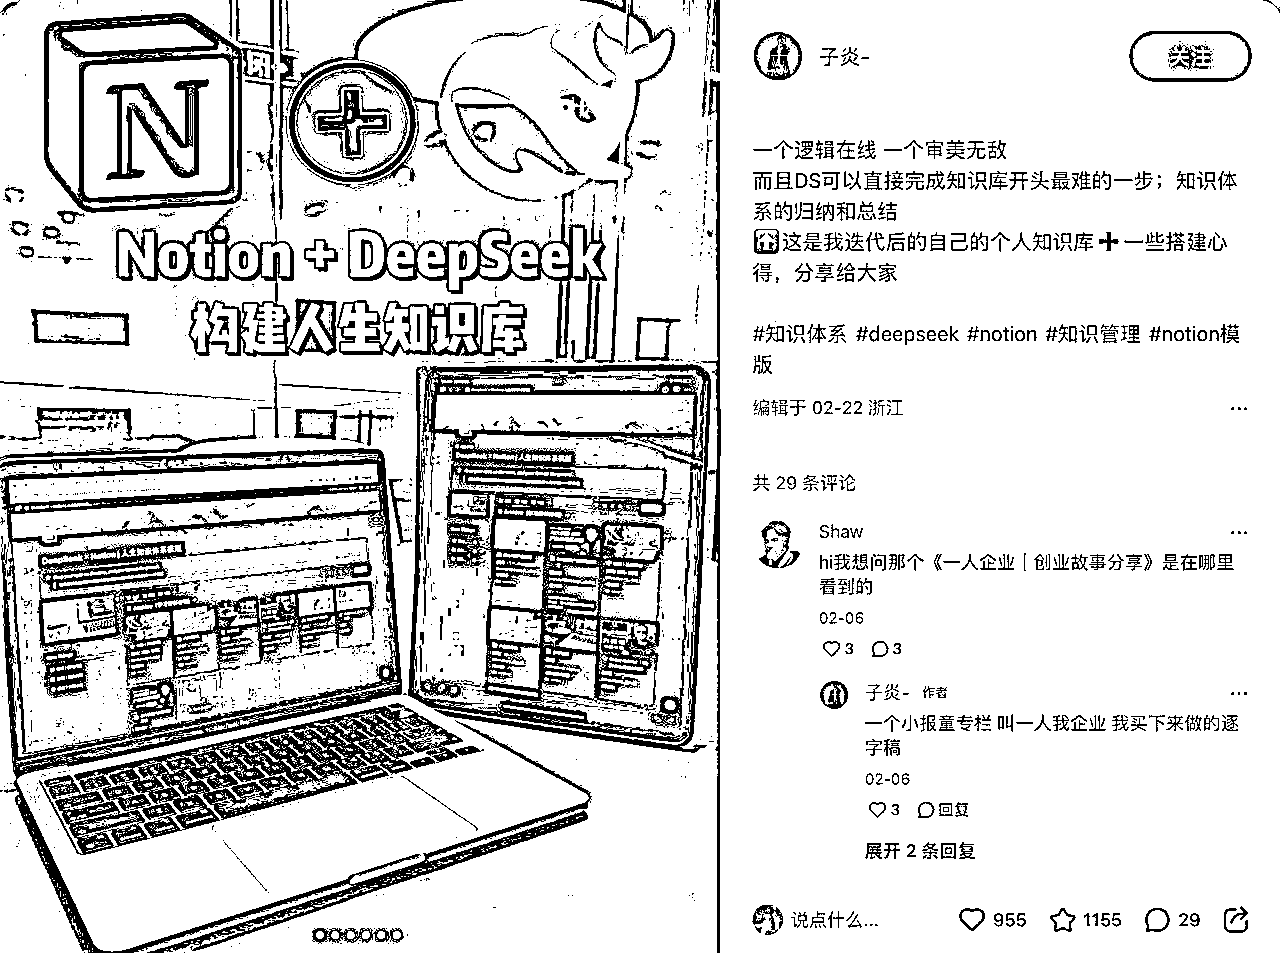 N
Notion + DeepSeek
构建人生知识库
子炎-
关注
一个逻辑在线 一个审美无敌
而且DS可以直接完成知识库开头最难的一步；知识体
系的归纳和总结
这是我迭代后的自己的个人知识库➕一些搭建心
得，分享给大家
#知识体系 #deepseek #notion #知识管理 #notion模
版
编辑于 02-22 浙江
共 29 条评论
Shaw
hi我想问那个《一人企业｜创业故事分享》是在哪里
看到的
02-06
3 3
子炎- 作者
一个小报童专栏 叫一人我企业 我买下来做的逐
字稿
02-06
3 回复
展开 2 条回复
说点什么...
955 1155 29